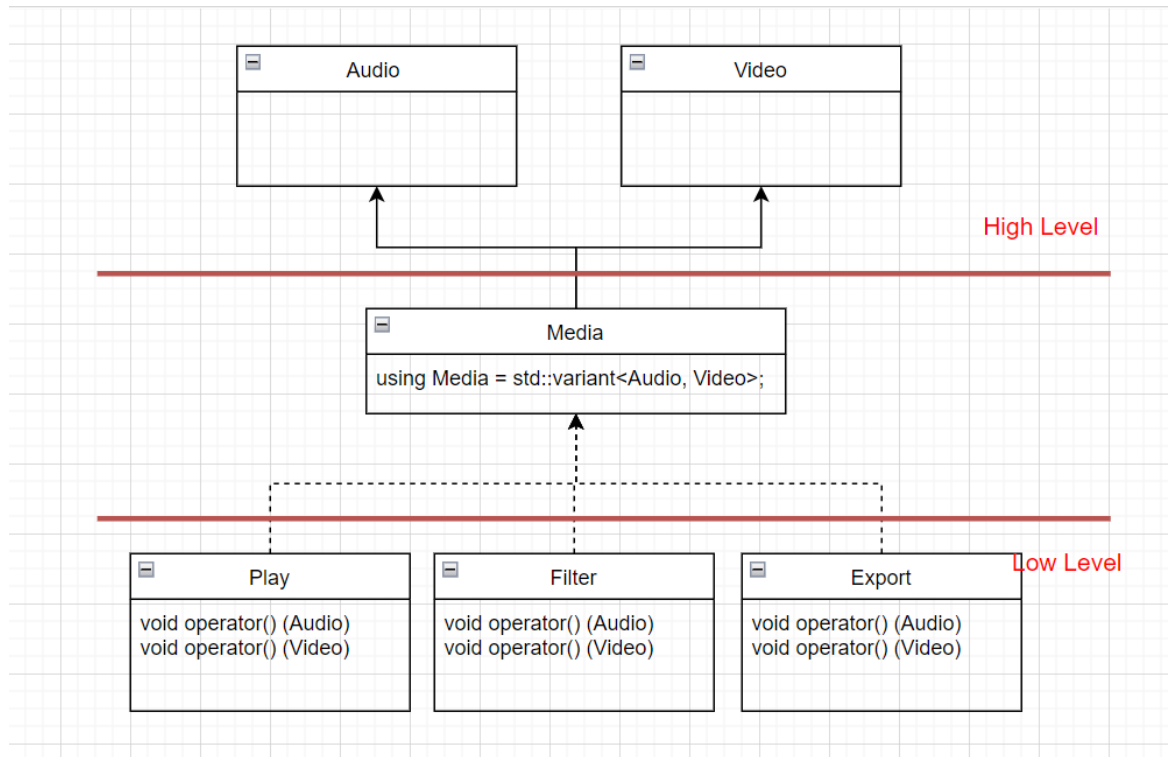 Audio
Video
High Level
Media
using Media = std::variant<Audio, Video>;
Low Level
Play
Filter
Export
void operator() (Audio)
void operator() (Video)
void operator() (Audio)
void operator() (Video)
void operator() (Audio)
void operator() (Video)